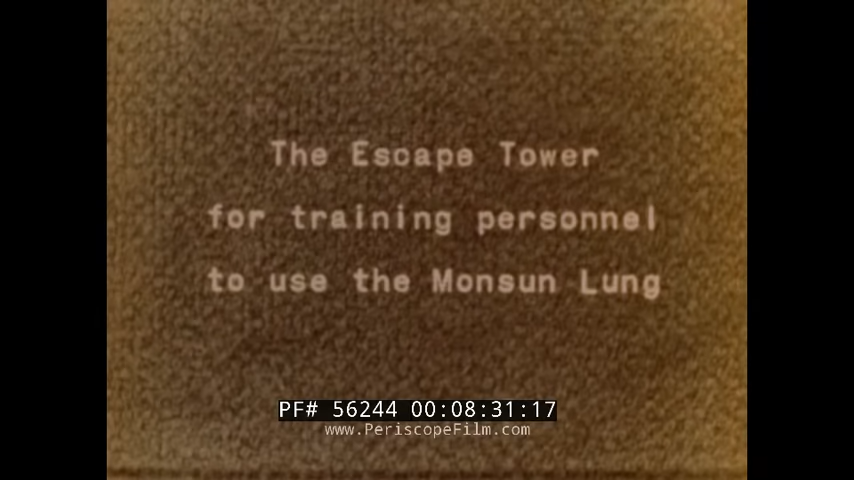 The Escape Tower
for training personnel
to use the Monsun Lung
PF# 56244 00:08:31:17
www.PeriscopeFilm.com